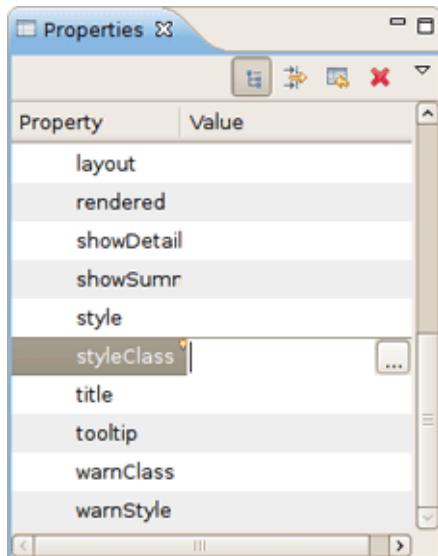 Properties
Property Value
layout
rendered
showDetail
showSumr
style
styleClass ...
title
tooltip
warnClass
warnStyle